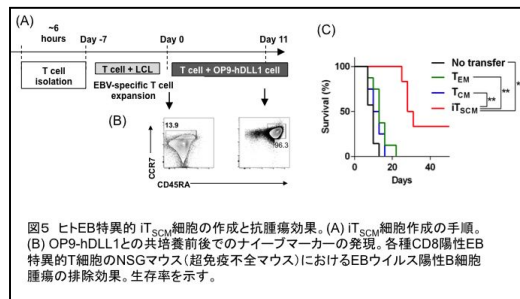 (A)
~6
hours
Day -7
Day 0
Day 11
T cell
isolation
T cell + LCL
EBV-specific T cell
expansion
T cell + OP9-hDLL1 cell
(B)
13.9
96.3
CCR7
CD45RA
(C)
Survival (%)
100
50
0
0
20
40
Days
No transfer
TEM
TCM
iTSCM
**
**
**
図5 ヒトEB特異的 iTSCM細胞の作成と抗腫瘍効果。(A) iTSCM細胞作成の手順。
(B) OP9-hDLL1との共培養前後でのナイーブマーカーの発現。各種CD8陽性EB
特異的T細胞のNSGマウス(超免疫不全マウス)におけるEBウイルス陽性B細胞
腫瘍の排除効果。生存率を示す。